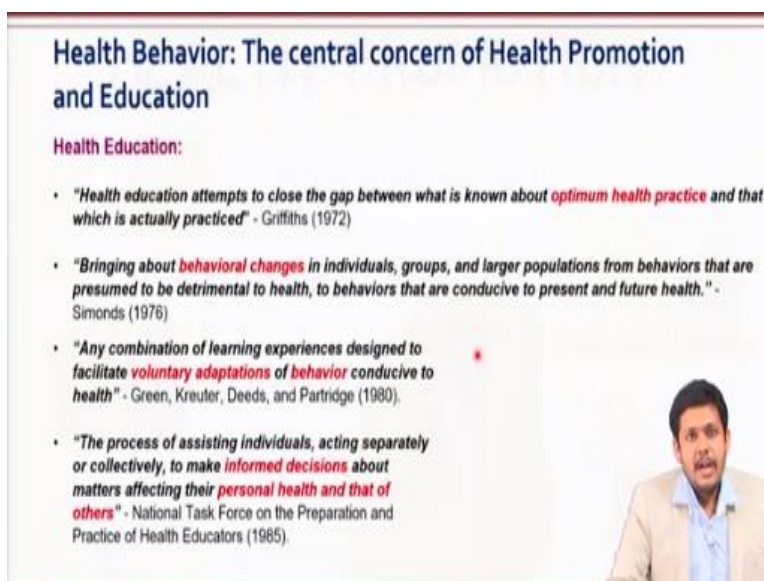 Health Behavior: The central concern of Health Promotion
and Education
Health Education:
• "Health education attempts to close the gap between what is known about optimum health practice and that
which is actually practiced" - Griffiths (1972)
• "Bringing about behavioral changes in individuals, groups, and larger populations from behaviors that are
presumed to be detrimental to health, to behaviors that are conducive to present and future health." -
Simonds (1976)
• "Any combination of learning experiences designed to
facilitate voluntary adaptations of behavior conducive to
health" - Green, Kreuter, Deeds, and Partridge (1980).
• "The process of assisting individuals, acting separately
or collectively, to make informed decisions about
matters affecting their personal health and that of
others" - National Task Force on the Preparation and
Practice of Health Educators (1985).